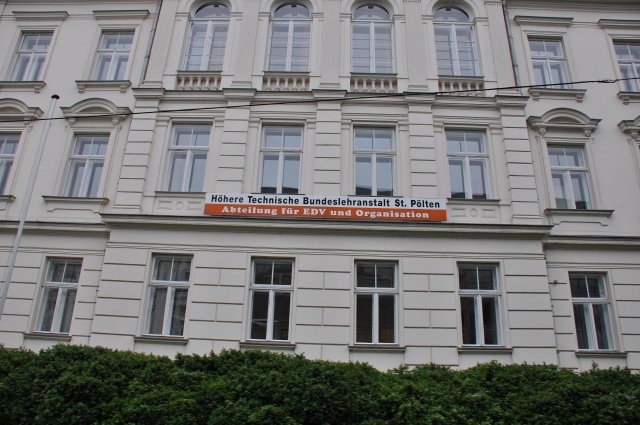 Höhere Technische Bundeslehranstalt St. Pölten
Abteilung für EDV und Organisation